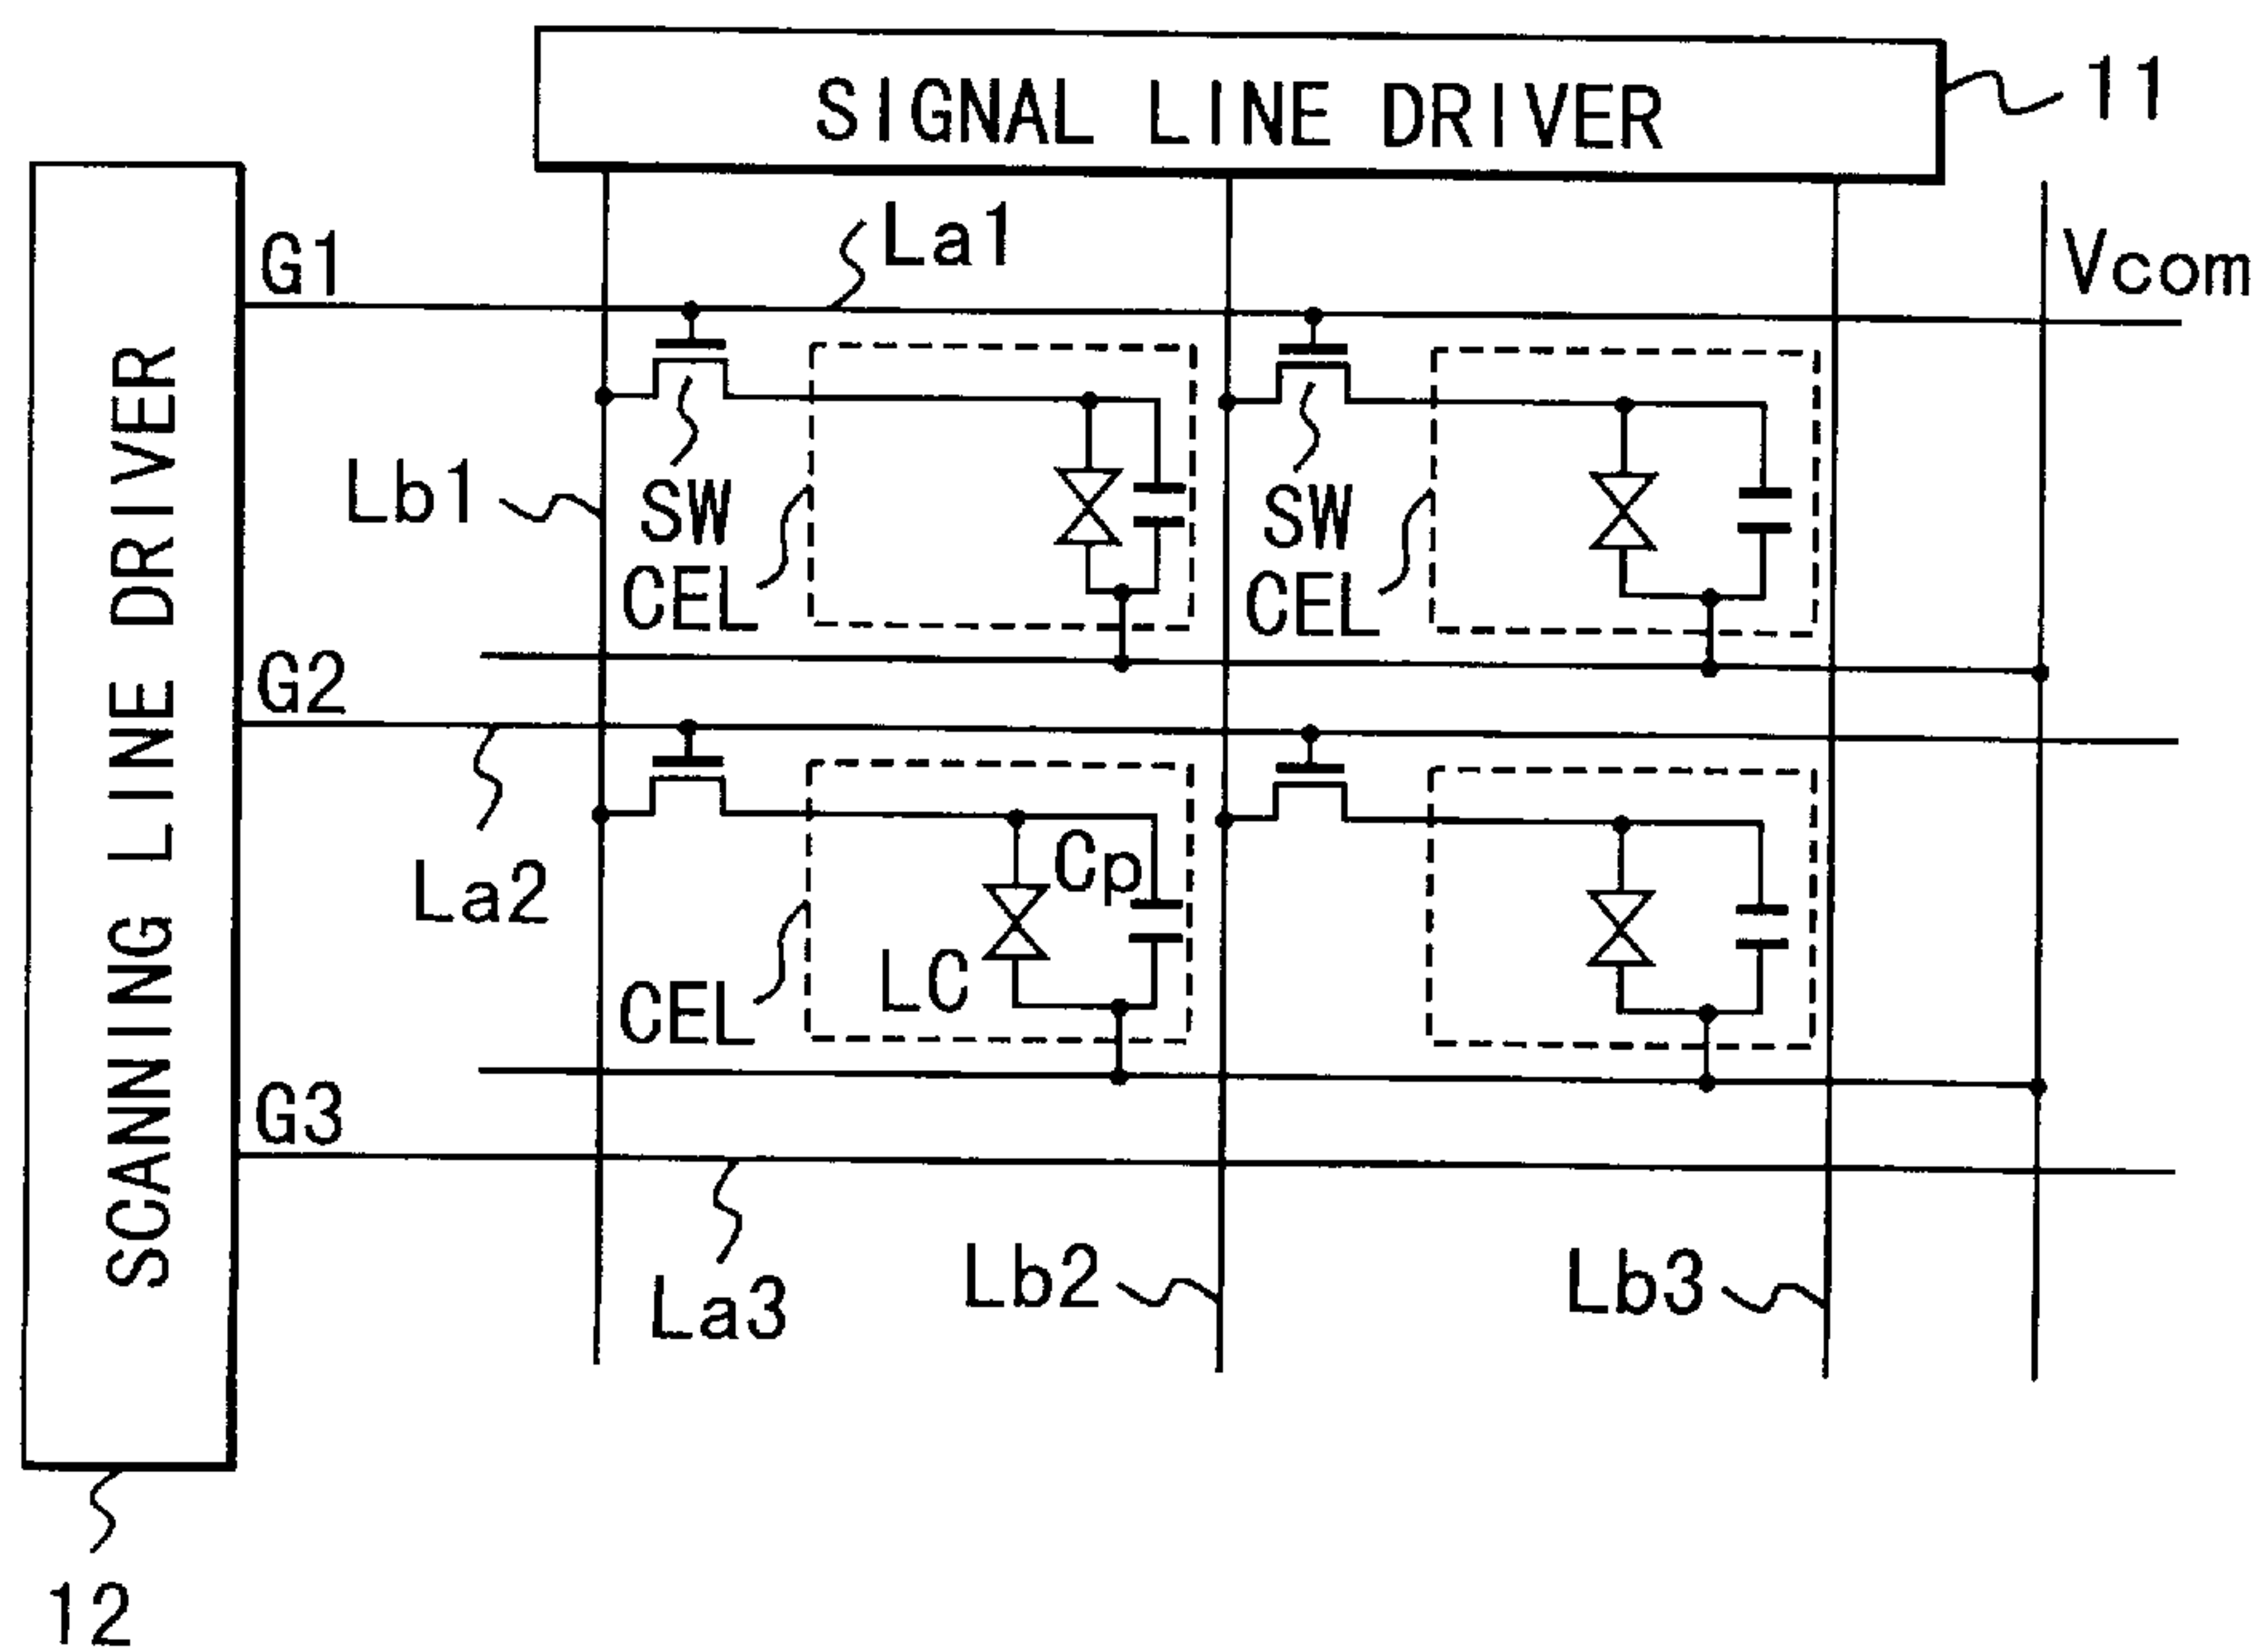 SIGNAL LINE DRIVER
11
G1
La1
Vcom
SCANNING LINE DRIVER
Lb1
SW
SW
CEL
CEL
G2
La2
Cp
LC
CEL
G3
La3
Lb2
Lb3
12